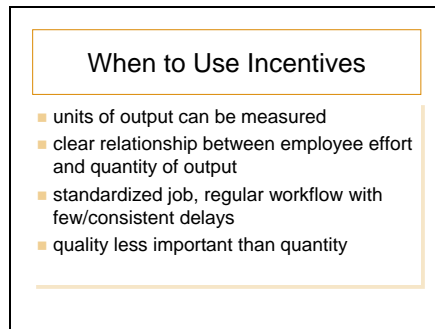 When to Use Incentives
units of output can be measured
clear relationship between employee effort
and quantity of output
standardized job, regular workflow with
few/consistent delays
quality less important than quantity